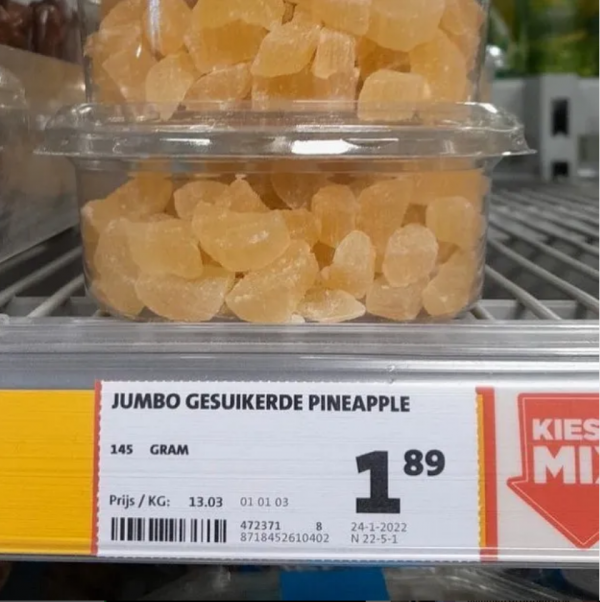 JUMBO GESUIKERDE PINEAPPLE
145 GRAM
1 89
Prijs / KG: 13.03 01 01 03
472371 8 24-1-2022
8718452610402 N 22-5-1
KIES